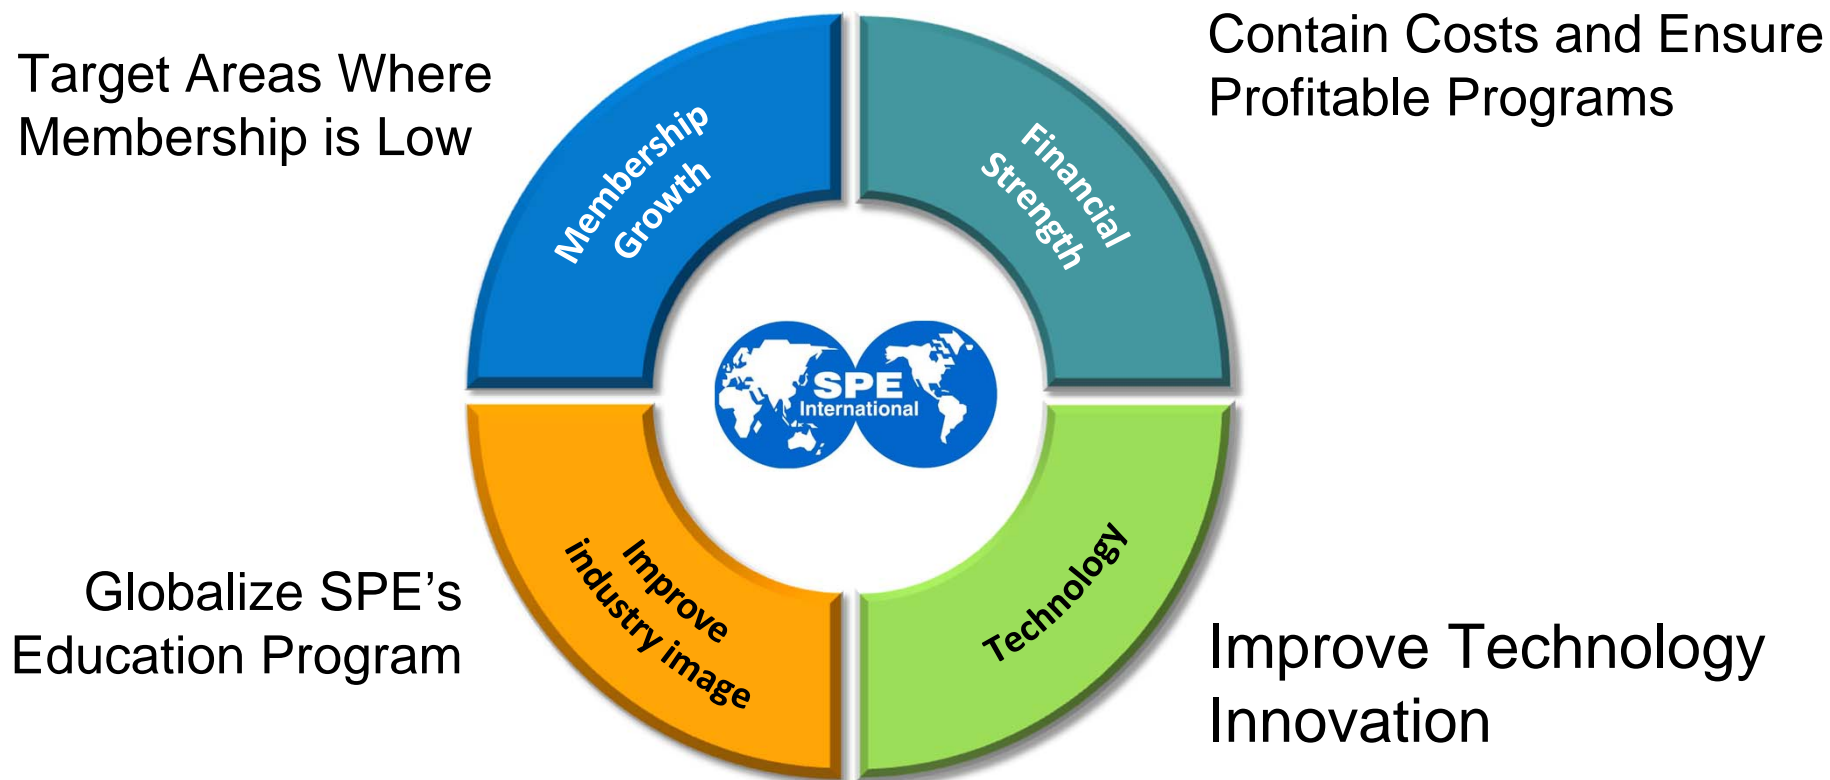 Target Areas Where
Membership is Low
Contain Costs and Ensure
Profitable Programs
Membership
Growth
Financial
Strength
SPE
International
Globalize SPE’s
Education Program
Improve
industry image
Technology
Improve Technology
Innovation